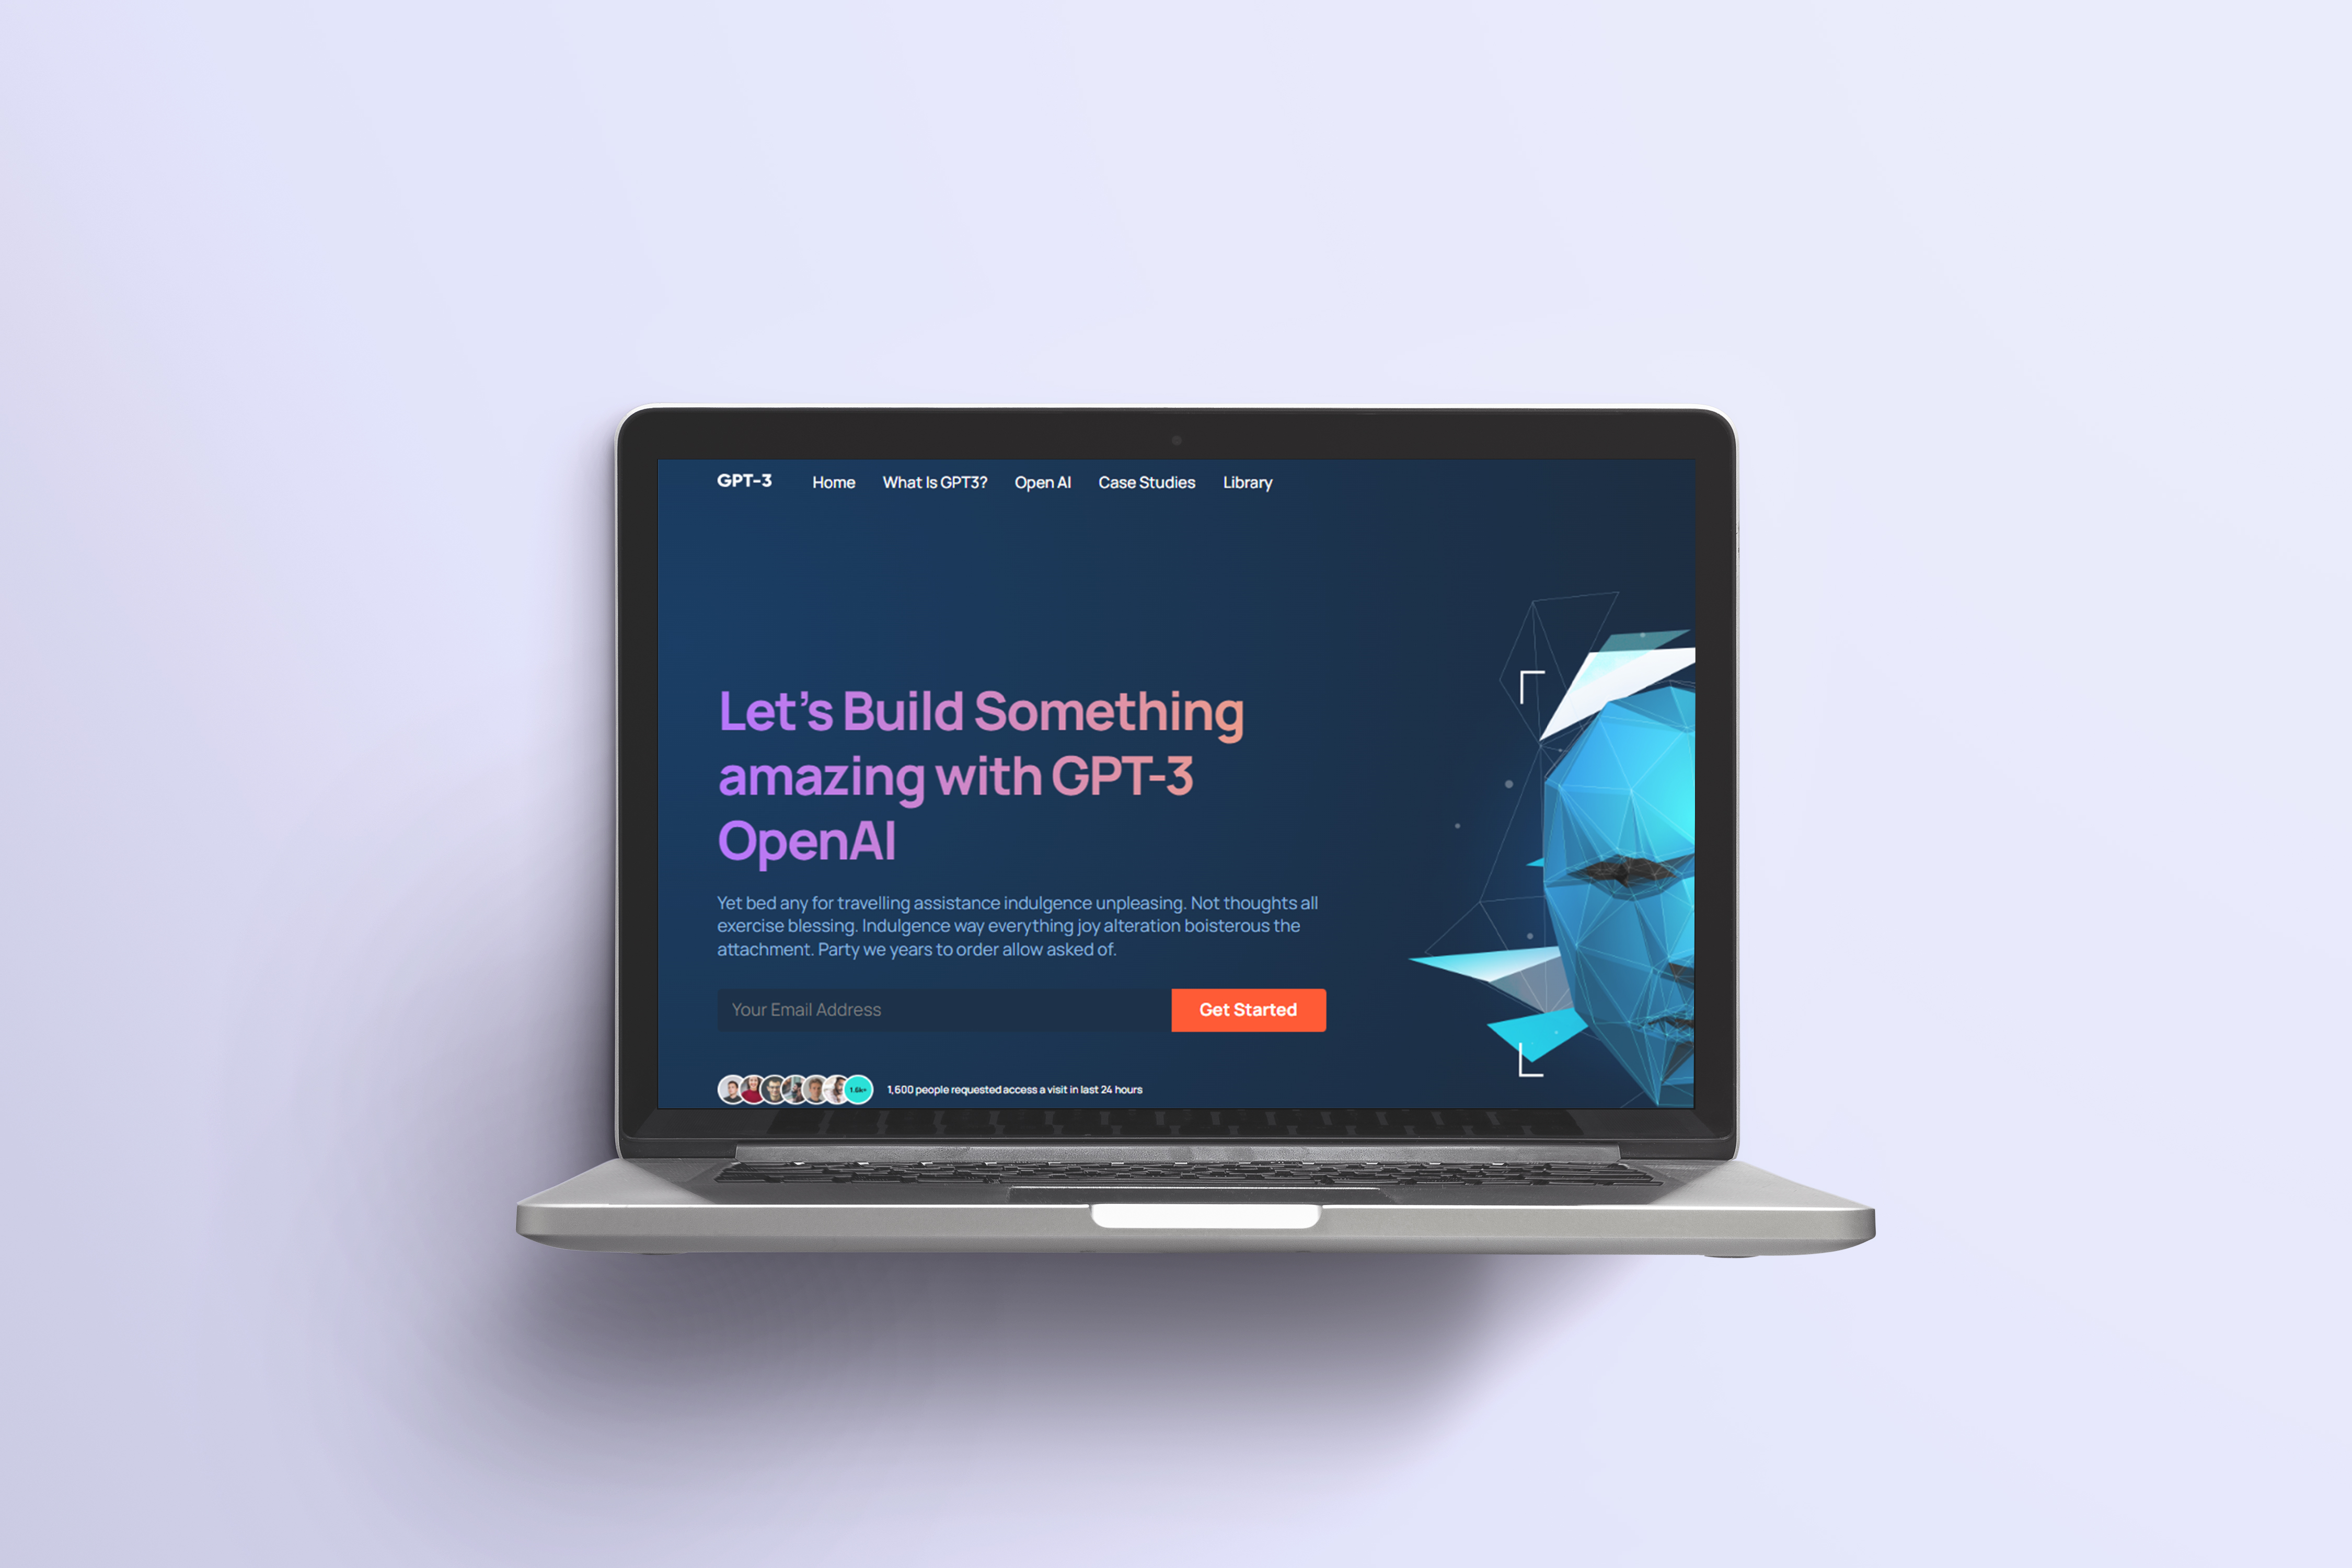 GPT-3 Home What Is GPT3? Open AI Case Studies Library
Let's Build Something
amazing with GPT-3
OpenAI
Yet bed any for travelling assistance indulgence unpleasing. Not thoughts all
exercise blessing. Indulgence way everything joy alteration boisterous the
attachment. Party we years to order allow asked of.
Your Email Address Get Started
1.6k+ 1,600 people requested access a visit in last 24 hours